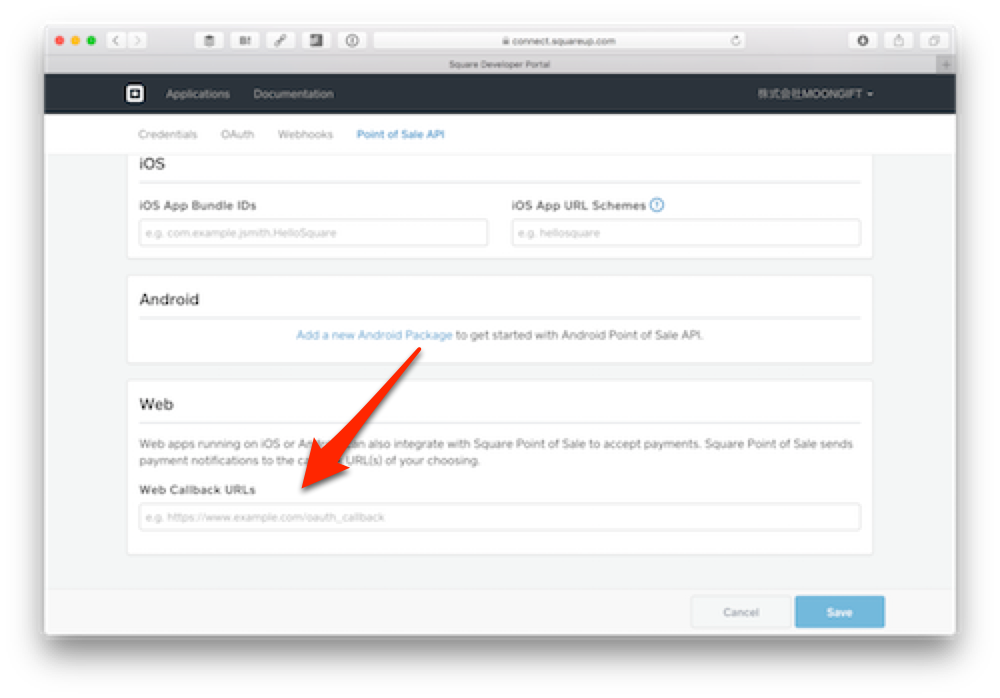 connect.squareup.com
Square Developer Portal
Applications Documentation 株式会社MOONGIFT
Credentials OAuth Webhooks Point of Sale API
iOS
iOS App Bundle IDs iOS App URL Schemes
e.g. com.example.jsmith.HelloSquare e.g. hellosquare
Android
Add a new Android Package to get started with Android Point of Sale API.
Web
Web apps running on iOS or can also integrate with Square Point of Sale to accept payments. Square Point of Sale sends
payment notifications to the URL(s) of your choosing.
Web Callback URLs
e.g. https://www.example.com/oauth_callback
Cancel Save